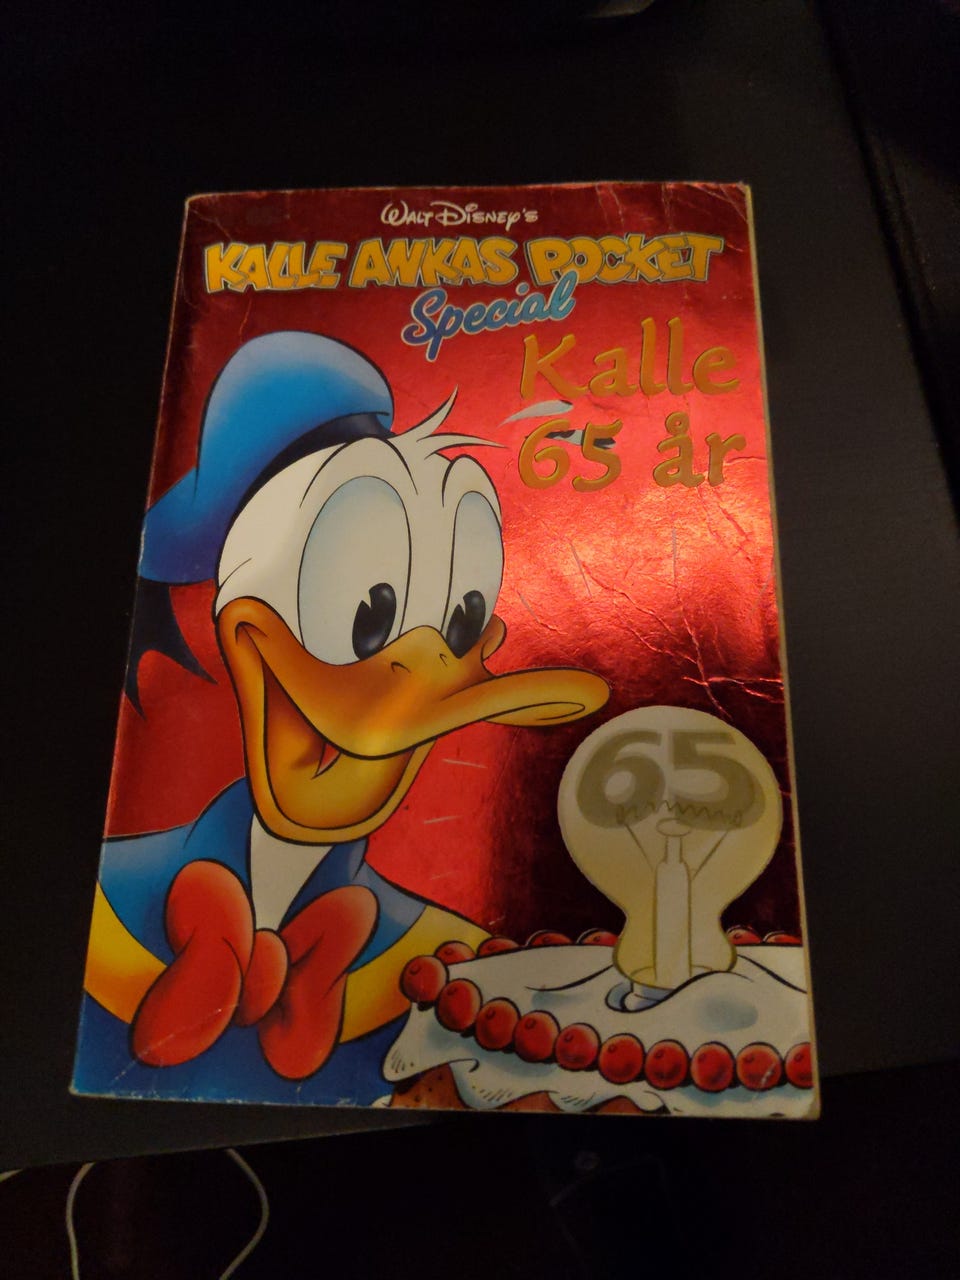 Walt Disney's
KALLE ANKAS POCKET
Special
Kalle
65 år
65